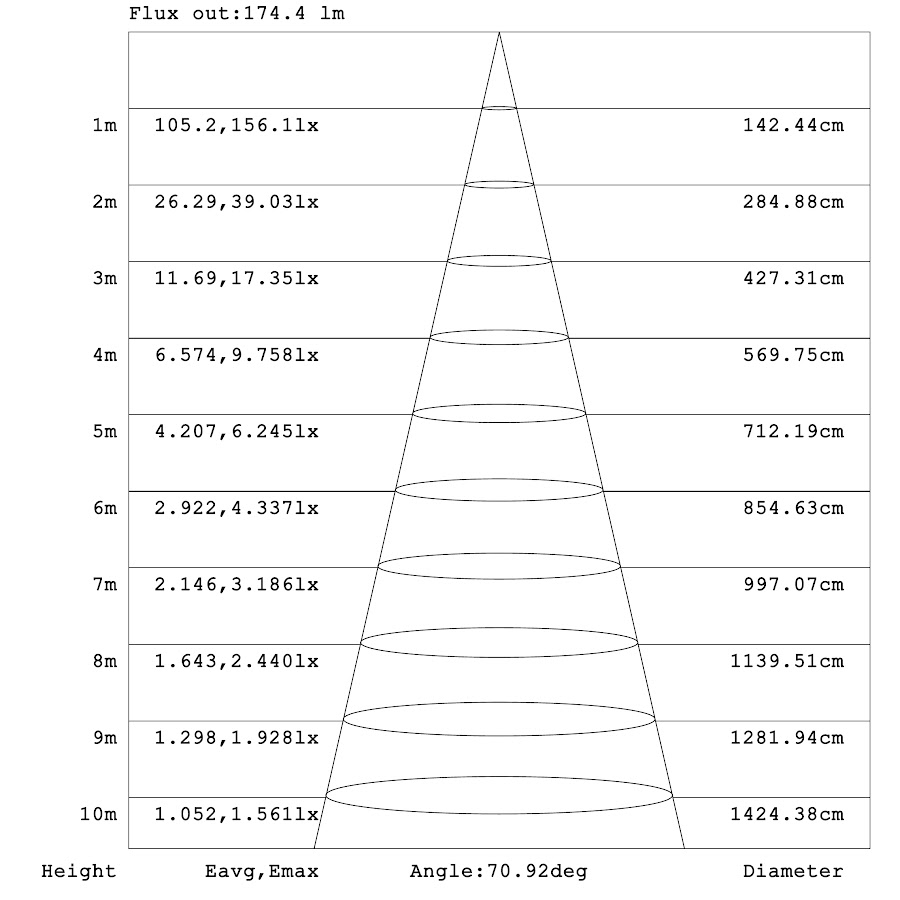 Flux out:174.4 lm
1m 105.2,156.1lx 142.44cm
2m 26.29,39.03lx 284.88cm
3m 11.69,17.35lx 427.31cm
4m 6.574,9.758lx 569.75cm
5m 4.207,6.245lx 712.19cm
6m 2.922,4.337lx 854.63cm
7m 2.146,3.186lx 997.07cm
8m 1.643,2.440lx 1139.51cm
9m 1.298,1.928lx 1281.94cm
10m 1.052,1.561lx 1424.38cm
Height Eavg,Emax Angle:70.92deg Diameter